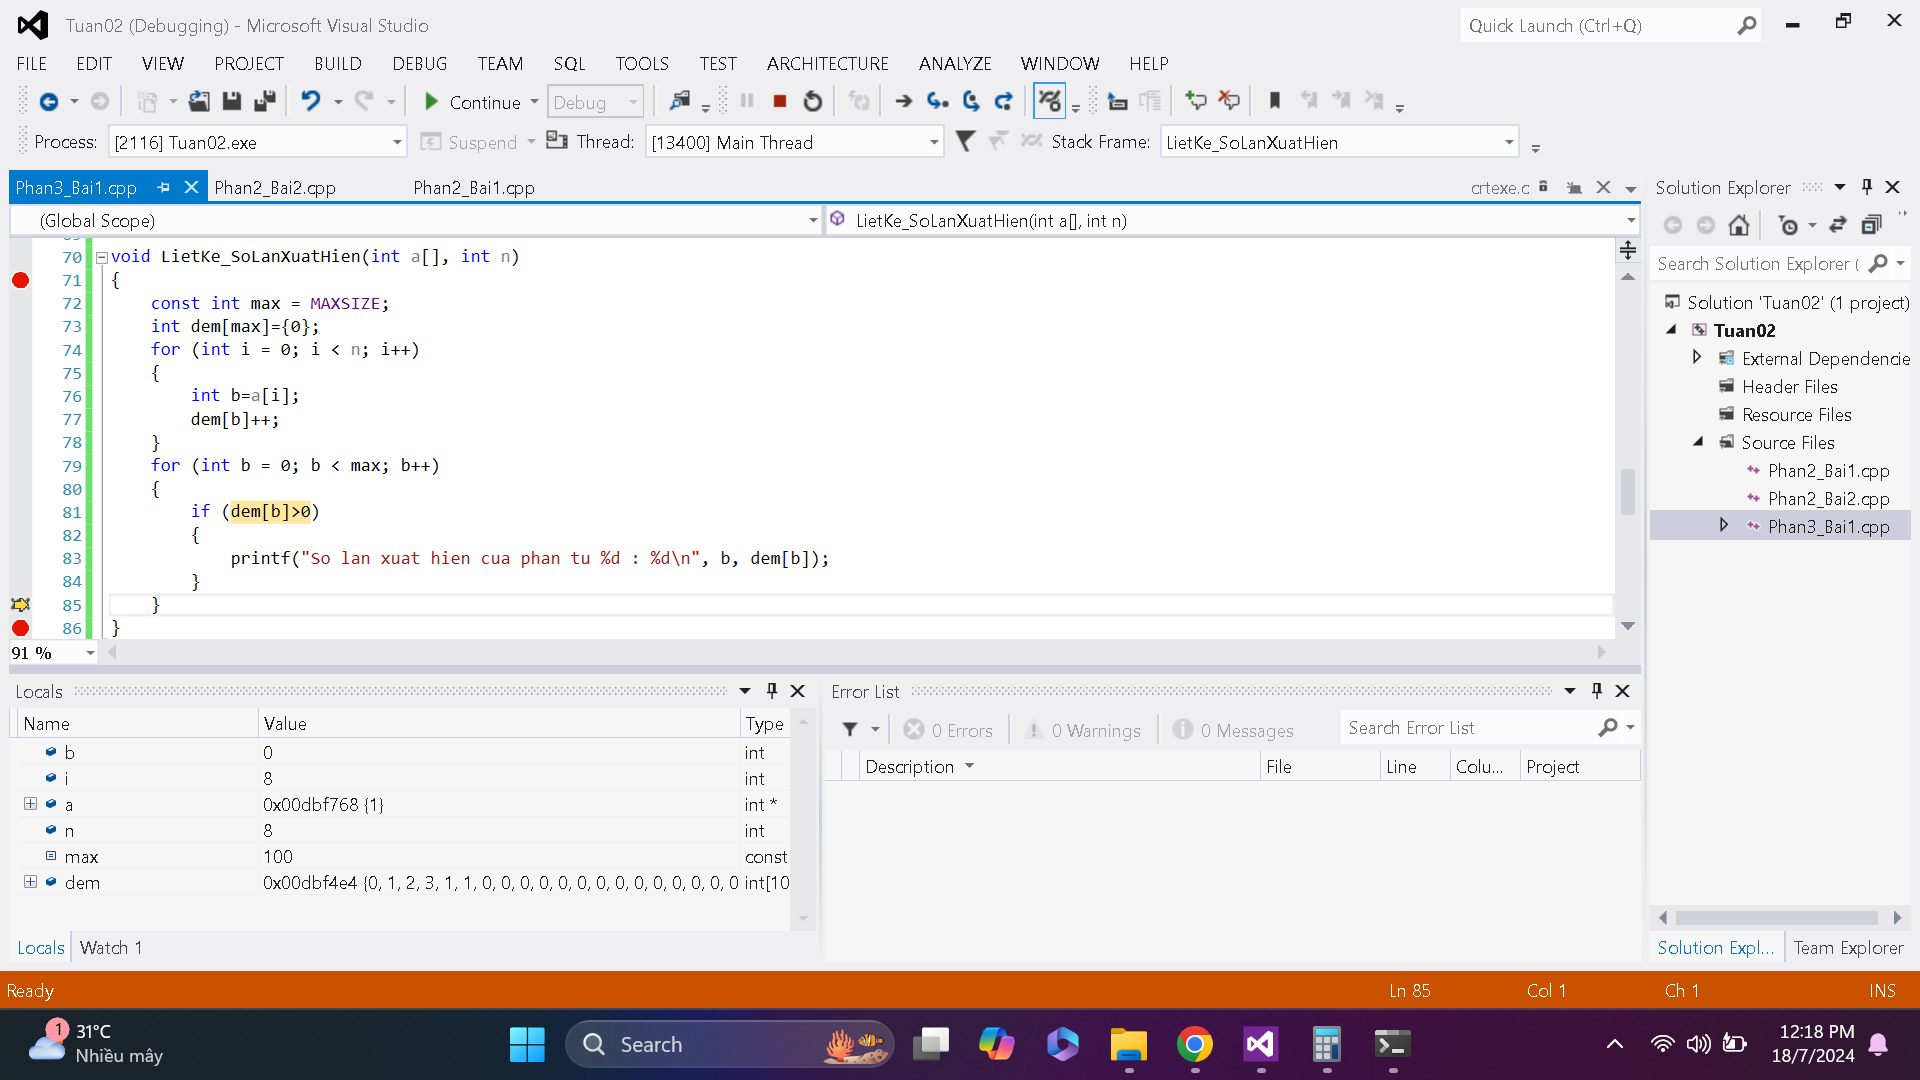 Tuan02 (Debugging) - Microsoft Visual Studio
Quick Launch (Ctrl+Q)
FILE EDIT VIEW PROJECT BUILD DEBUG TEAM SQL TOOLS TEST ARCHITECTURE ANALYZE WINDOW HELP
Continue Debug
Process: [2116] Tuan02.exe Suspend Thread: [13400] Main Thread Stack Frame: LietKe_SoLanXuatHien
Phan3_Bai1.cpp Phan2_Bai2.cpp Phan2_Bai1.cpp crtexe.c
(Global Scope) LietKe_SoLanXuatHien(int a[], int n)
70 void LietKe_SoLanXuatHien(int a[], int n)
71 {
72 const int max = MAXSIZE;
73 int dem[max]={0};
74 for (int i = 0; i < n; i++)
75 {
76 int b=a[i];
77 dem[b]++;
78 }
79 for (int b = 0; b < max; b++)
80 {
81 if (dem[b]>0)
82 {
83 printf("So lan xuat hien cua phan tu %d : %d\n", b, dem[b]);
84 }
85 }
86 }
91 %
Solution Explorer
Search Solution Explorer (
Solution 'Tuan02' (1 project)
Tuan02
External Dependencie
Header Files
Resource Files
Source Files
Phan2_Bai1.cpp
Phan2_Bai2.cpp
Phan3_Bai1.cpp
Solution Expl... Team Explorer
Locals
Name Value Type
b 0 int
i 8 int
a 0x00dbf768 {1} int *
n 8 int
max 100 const
dem 0x00dbf4e4 {0, 1, 2, 3, 1, 1, 0, 0, 0, 0, 0, 0, 0, 0, 0, 0, 0, 0, 0, 0 int[10
Locals Watch 1
Error List
0 Errors 0 Warnings 0 Messages Search Error List
Description File Line Colu... Project
Ready Ln 85 Col 1 Ch 1 INS
1 31°C
Nhiều mây
Search
12:18 PM
18/7/2024